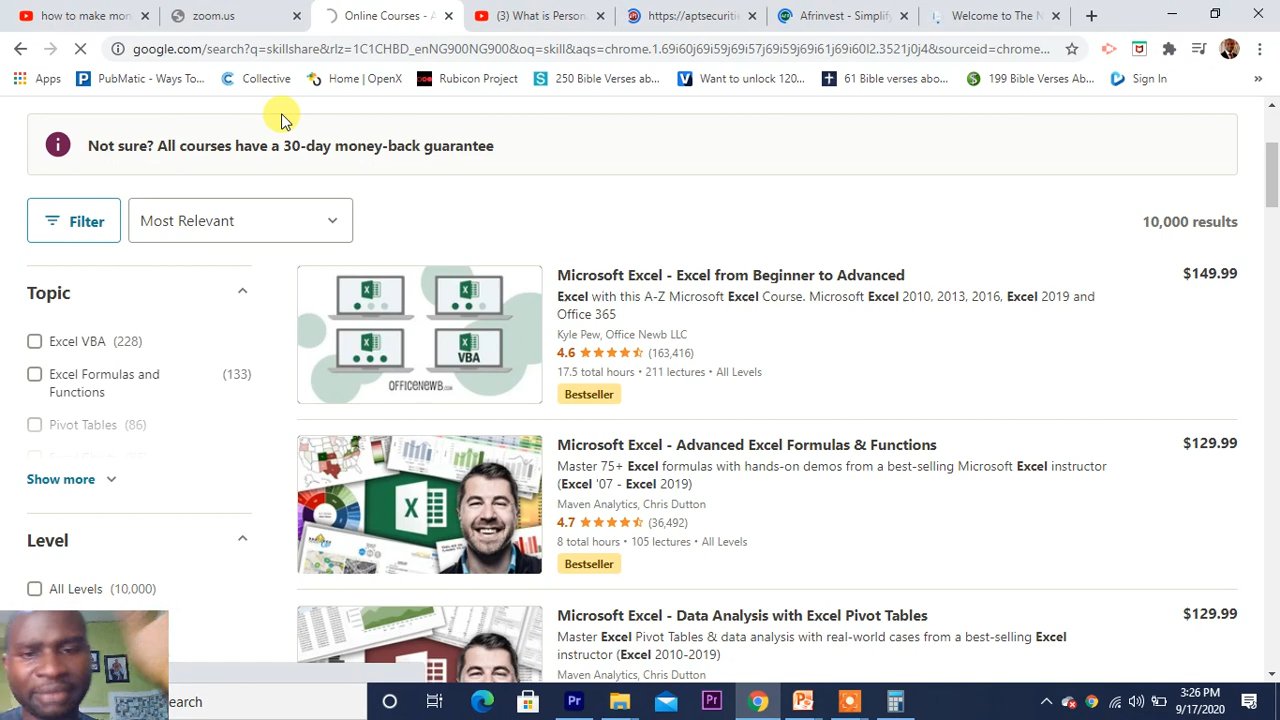 how to make mon
zoom.us
Online Courses - A
(3) What is Person
https://aptsecuritie
Afrinvest - Simplify
Welcome to The N
google.com/search?q=skillshare&rlz=1C1CHBD_enNG900NG900&oq=skill&aqs=chrome.1.69i60j69i59j69i57j69i59j69i61j69i60l2.3521j0j4&sourceid=chrome...
Apps
PubMatic - Ways To...
Collective
Home | OpenX
Rubicon Project
250 Bible Verses ab...
Want to unlock 120...
61 Bible verses abo...
199 Bible Verses Ab...
Sign In
»
Not sure? All courses have a 30-day money-back guarantee
Filter
Most Relevant
10,000 results
Topic
Excel VBA (228)
Excel Formulas and Functions (133)
Pivot Tables (86)
Show more
Level
All Levels (10,000)
Microsoft Excel - Excel from Beginner to Advanced
$149.99
Excel with this A-Z Microsoft Excel Course. Microsoft Excel 2010, 2013, 2016, Excel 2019 and
Office 365
Kyle Pew, Office Newb LLC
4.6 (163,416)
17.5 total hours • 211 lectures • All Levels
Bestseller
VBA
OFFICENEWB.COM
Microsoft Excel - Advanced Excel Formulas & Functions
$129.99
Master 75+ Excel formulas with hands-on demos from a best-selling Microsoft Excel instructor
(Excel '07 - Excel 2019)
Maven Analytics, Chris Dutton
4.7 (36,492)
8 total hours • 105 lectures • All Levels
Bestseller
Microsoft Excel - Data Analysis with Excel Pivot Tables
$129.99
Master Excel Pivot Tables & data analysis with real-world cases from a best-selling Excel
instructor (Excel 2010-2019)
Maven Analytics, Chris Dutton
earch
3:26 PM
9/17/2020